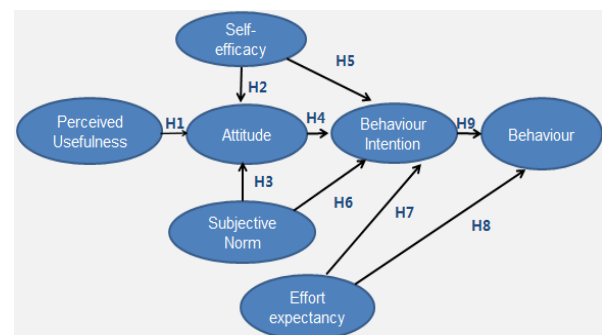 Self-
efficacy
H5
H2
Perceived
Usefulness
H1
Attitude
H4
Behaviour
Intention
H9
Behaviour
H3
H6
H7
H8
Subjective
Norm
Effort
expectancy